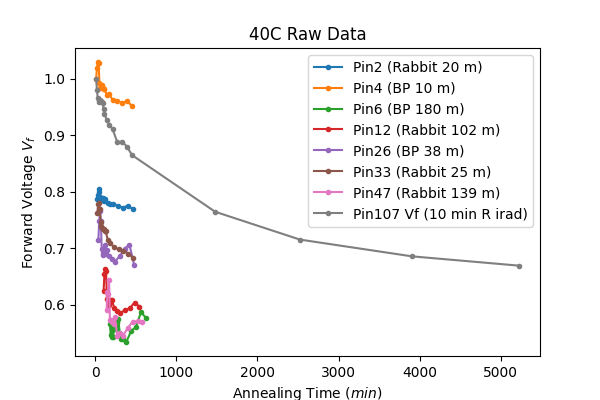 40C Raw Data
Forward Voltage V_f
1.0
0.9
0.8
0.7
0.6
Pin2 (Rabbit 20 m)
Pin4 (BP 10 m)
Pin6 (BP 180 m)
Pin12 (Rabbit 102 m)
Pin26 (BP 38 m)
Pin33 (Rabbit 25 m)
Pin47 (Rabbit 139 m)
Pin107 Vf (10 min R irad)
0 1000 2000 3000 4000 5000
Annealing Time (min)